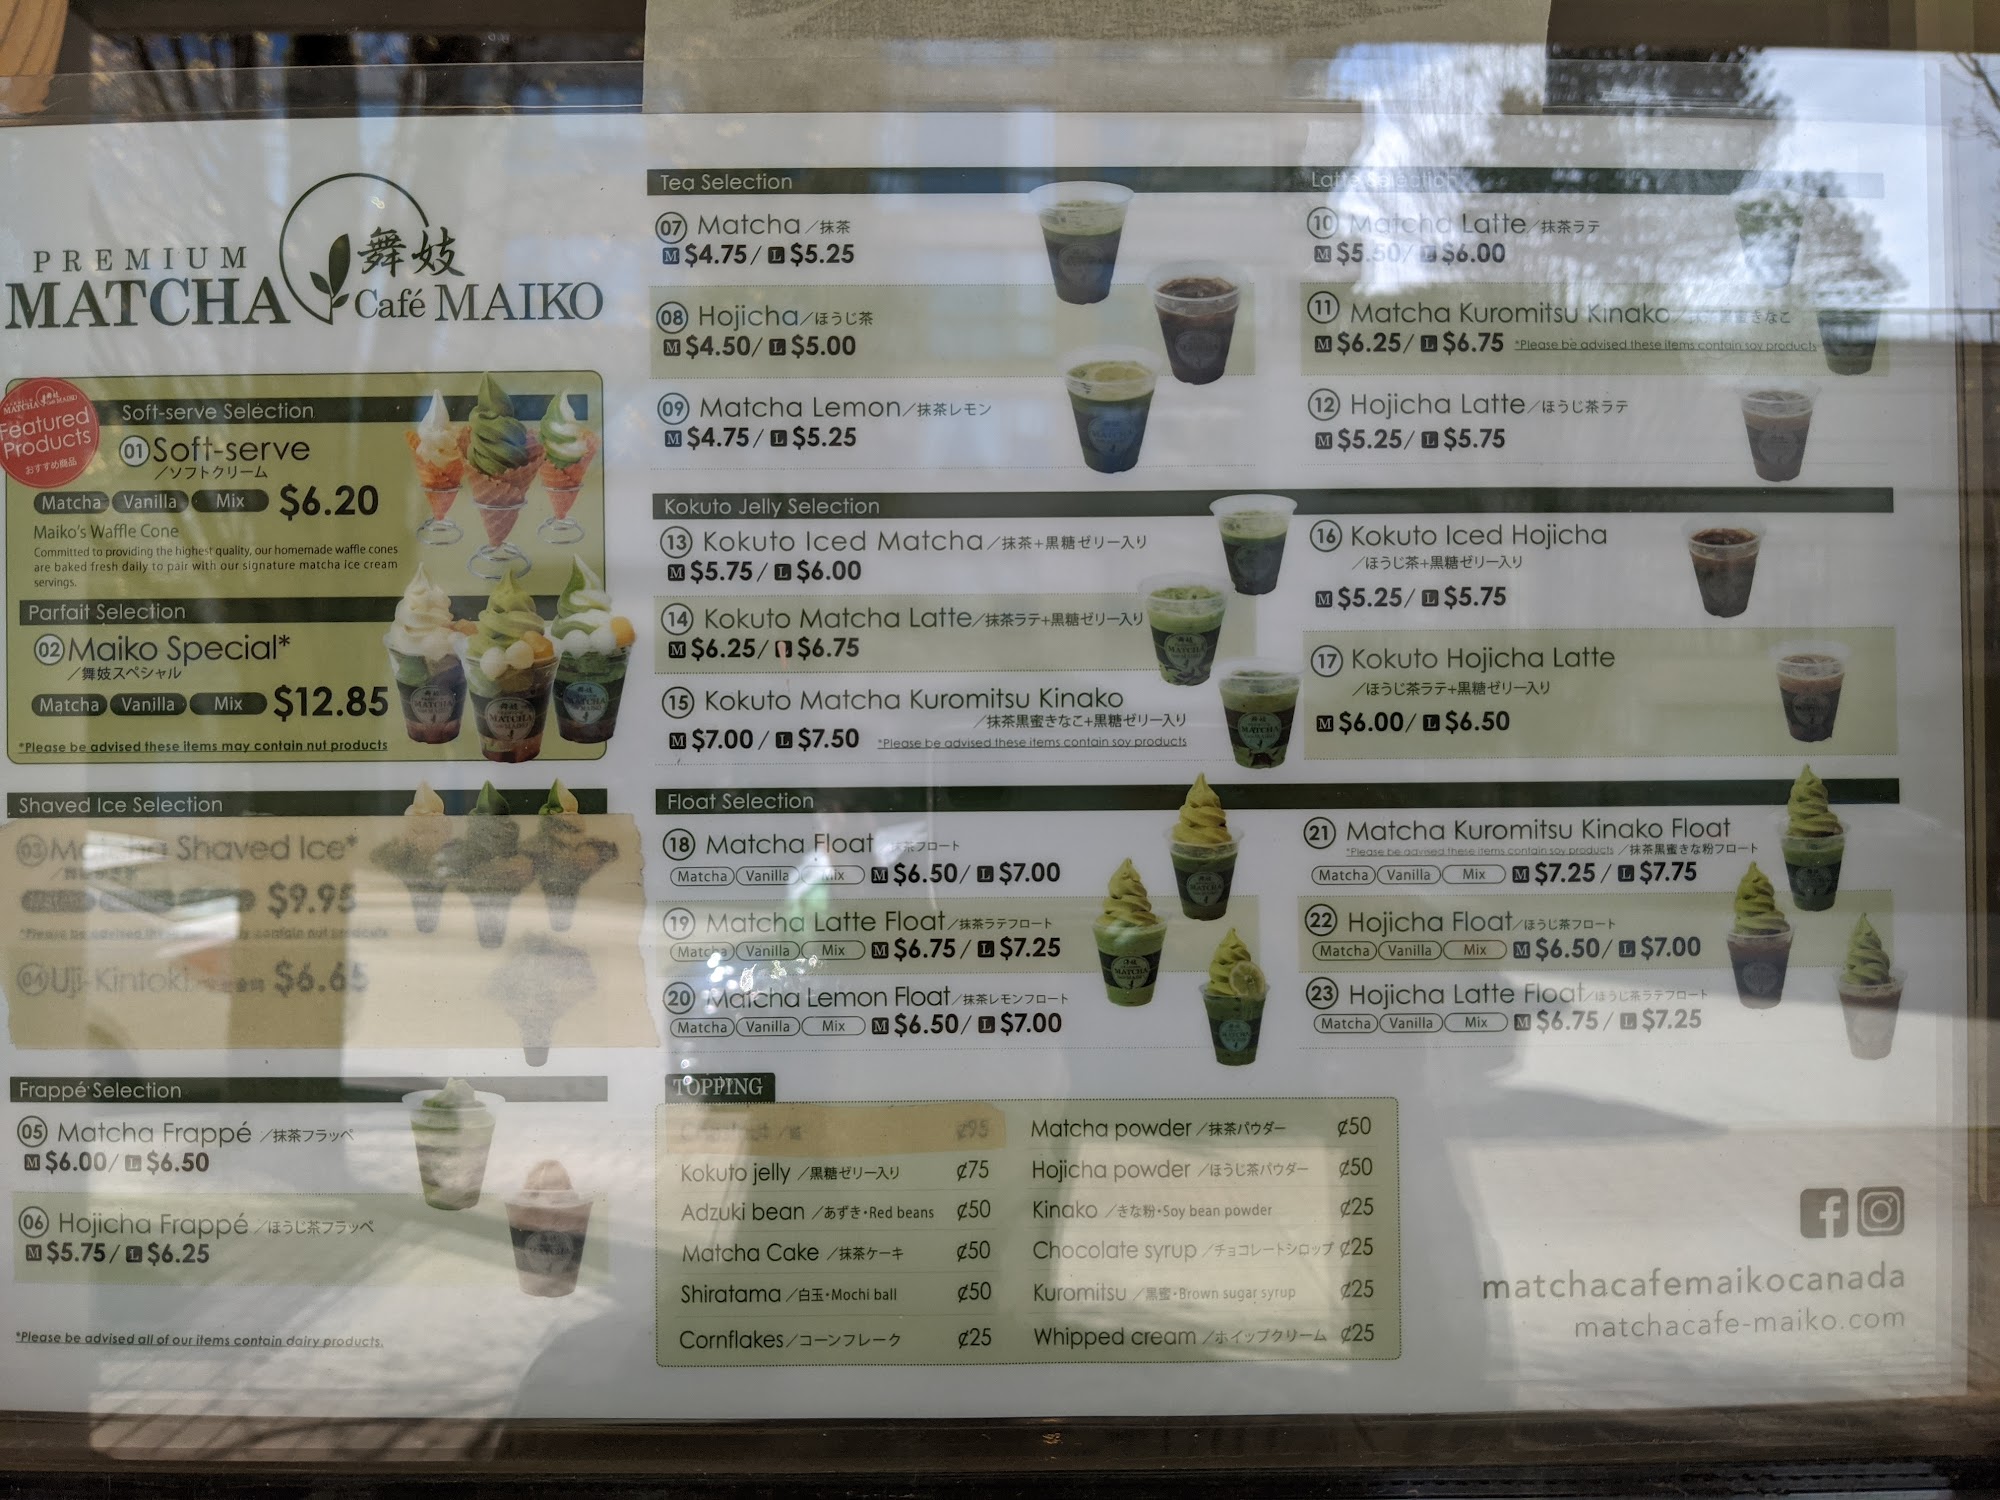 PREMIUM
MATCHA
舞妓
Café MAIKO
Featured
Products
おすすめ商品
Soft-serve Selection
01 Soft-serve
／ソフトクリーム
Matcha Vanilla Mix $6.20
Maiko's Waffle Cone
Committed to providing the highest quality, our homemade waffle cones
are baked fresh daily to pair with our signature matcha ice cream
servings.
Parfait Selection
02 Maiko Special*
／舞妓スペシャル
Matcha Vanilla Mix $12.85
*Please be advised these items may contain nut products
Shaved Ice Selection
03 Matcha Shaved Ice*
$9.95
04 Uji-Kintoki $6.65
Frappé Selection
05 Matcha Frappé ／抹茶フラッペ
M $6.00/ L $6.50
06 Hojicha Frappé ／ほうじ茶フラッペ
M $5.75/ L $6.25
*Please be advised all of our items contain dairy products.
Tea Selection
07 Matcha／抹茶
M $4.75/ L $5.25
08 Hojicha／ほうじ茶
M $4.50/ L $5.00
09 Matcha Lemon／抹茶レモン
M $4.75/ L $5.25
Latte Selection
10 Matcha Latte／抹茶ラテ
M $5.50/ L $6.00
11 Matcha Kuromitsu Kinako／抹茶黒蜜きなこ
M $6.25/ L $6.75 *Please be advised these items contain soy products
12 Hojicha Latte／ほうじ茶ラテ
M $5.25/ L $5.75
Kokuto Jelly Selection
13 Kokuto Iced Matcha／抹茶+黒糖ゼリー入り
M $5.75/ L $6.00
14 Kokuto Matcha Latte／抹茶ラテ+黒糖ゼリー入り
M $6.25/ L $6.75
15 Kokuto Matcha Kuromitsu Kinako
／抹茶黒蜜きなこ+黒糖ゼリー入り
M $7.00 / L $7.50 *Please be advised these items contain soy products
16 Kokuto Iced Hojicha
／ほうじ茶+黒糖ゼリー入り
M $5.25/ L $5.75
17 Kokuto Hojicha Latte
／ほうじ茶ラテ+黒糖ゼリー入り
M $6.00/ L $6.50
Float Selection
18 Matcha Float ／抹茶フロート
Matcha Vanilla Mix M $6.50/ L $7.00
19 Matcha Latte Float／抹茶ラテフロート
Matcha Vanilla Mix M $6.75 / L $7.25
20 Matcha Lemon Float／抹茶レモンフロート
Matcha Vanilla Mix M $6.50/ L $7.00
21 Matcha Kuromitsu Kinako Float
*Please be advised these items contain soy products ／抹茶黒蜜きな粉フロート
Matcha Vanilla Mix M $7.25 / L $7.75
22 Hojicha Float／ほうじ茶フロート
Matcha Vanilla Mix M $6.50/ L $7.00
23 Hojicha Latte Float／ほうじ茶ラテフロート
Matcha Vanilla Mix M $6.75 / L $7.25
TOPPING
¢95
Kokuto jelly ／黒糖ゼリー入り ¢75
Adzuki bean ／あずき・Red beans ¢50
Matcha Cake ／抹茶ケーキ ¢50
Shiratama ／白玉・Mochi ball ¢50
Cornflakes／コーンフレーク ¢25
Matcha powder ／抹茶パウダー ¢50
Hojicha powder ／ほうじ茶パウダー ¢50
Kinako ／きな粉・Soy bean powder ¢25
Chocolate syrup ／チョコレートシロップ ¢25
Kuromitsu ／黒蜜・Brown sugar syrup ¢25
Whipped cream ／ホイップクリーム ¢25
matchacafemaikocanada
matchacafe-maiko.com